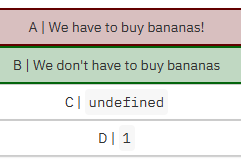 A | We have to buy bananas!
B | We don't have to buy bananas
C | undefined
D | 1